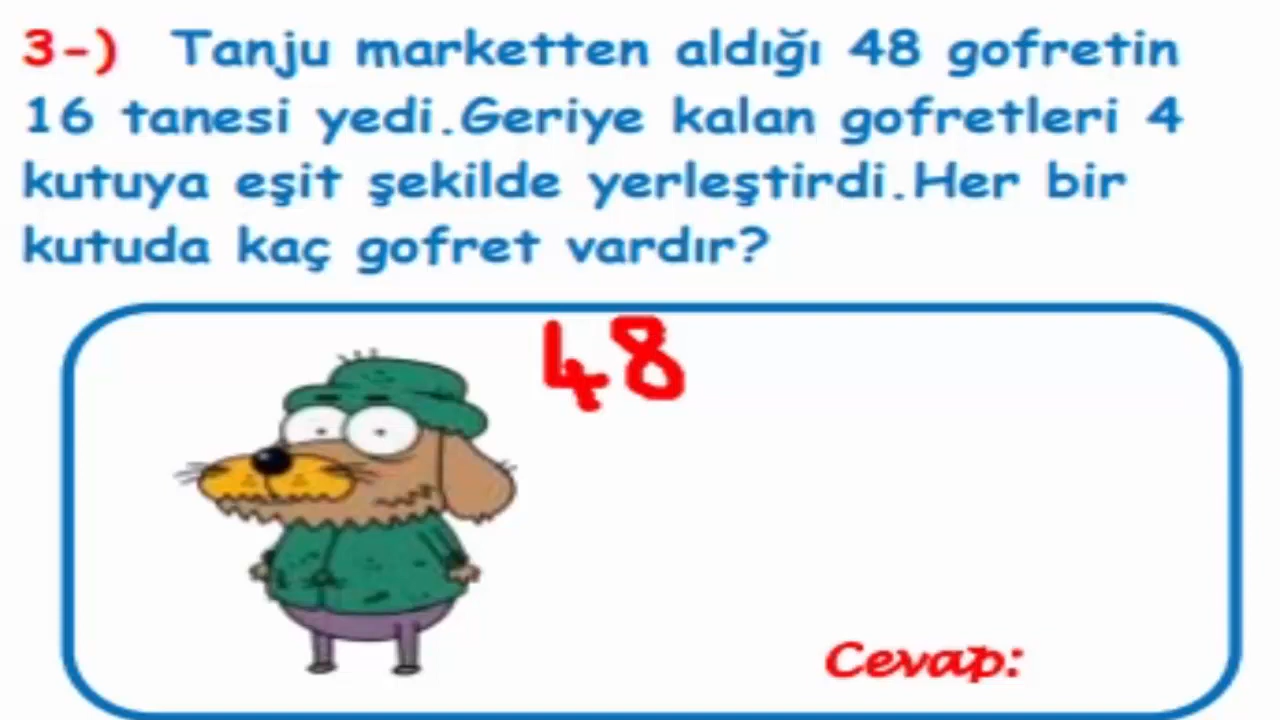 3-) Tanju marketten aldığı 48 gofretin
16 tanesi yedi.Geriye kalan gofretleri 4
kutuya eşit şekilde yerleştirdi.Her bir
kutuda kaç gofret vardır?
48
Cevap: